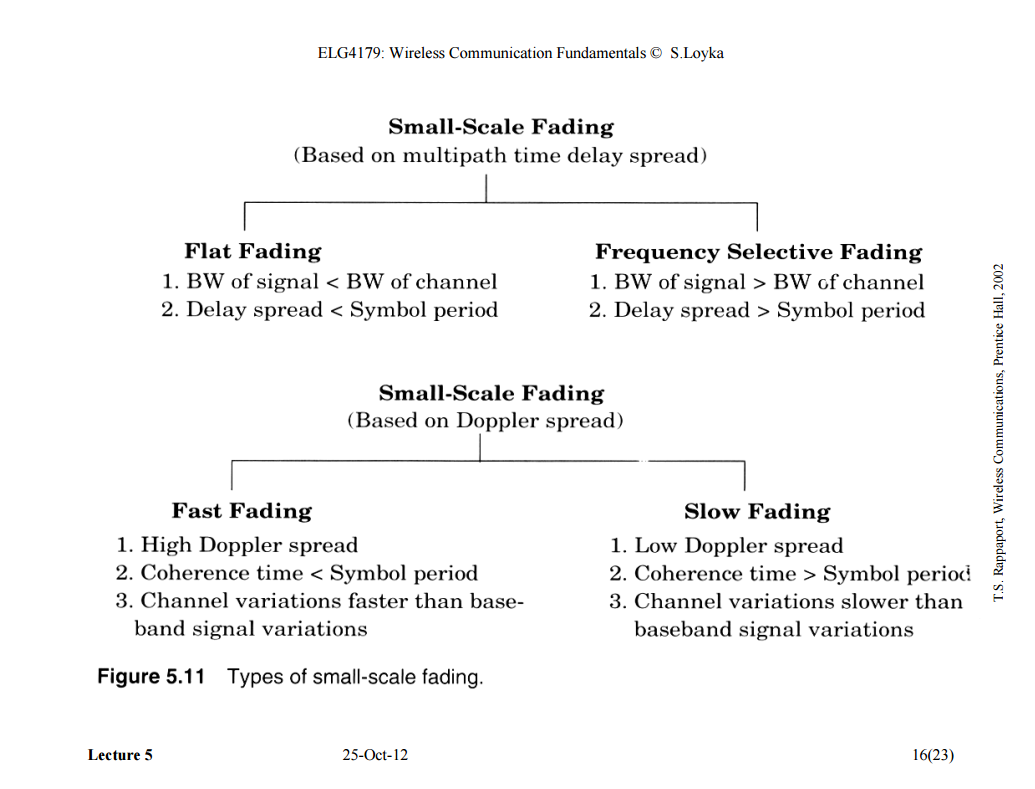 ELG4179: Wireless Communication Fundamentals © S.Loyka
Small-Scale Fading
(Based on multipath time delay spread)
Flat Fading
1. BW of signal < BW of channel
2. Delay spread < Symbol period
Frequency Selective Fading
1. BW of signal > BW of channel
2. Delay spread > Symbol period
Small-Scale Fading
(Based on Doppler spread)
Fast Fading
1. High Doppler spread
2. Coherence time < Symbol period
3. Channel variations faster than base-
band signal variations
Slow Fading
1. Low Doppler spread
2. Coherence time > Symbol period
3. Channel variations slower than
baseband signal variations
Figure 5.11 Types of small-scale fading.
T.S. Rappaport, Wireless Communications, Prentice Hall, 2002
Lecture 5 25-Oct-12 16(23)